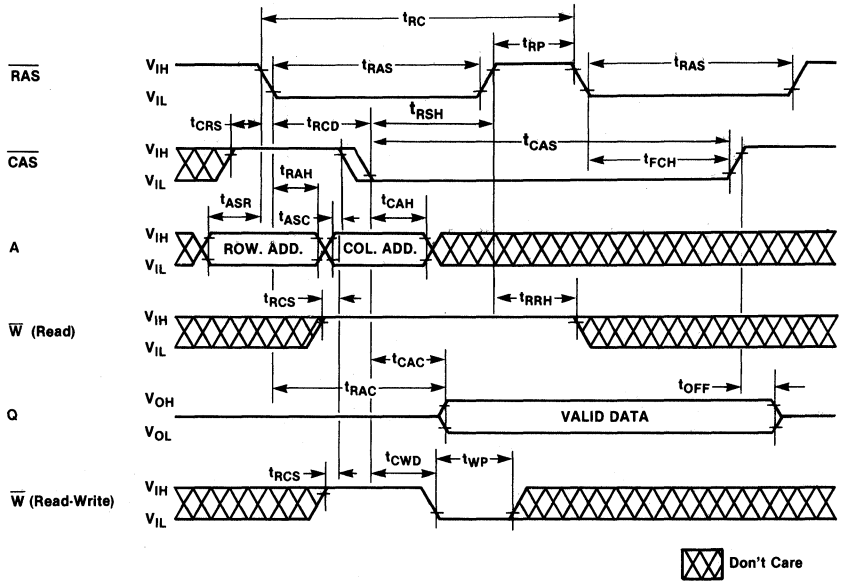 tRC
tRP
RAS
VIH
VIL
tRAS
tRAS
tCRS
tRCD
tRSH
tCAS
CAS
VIH
VIL
tFCH
tRAH
tASR
tASC
tCAH
A
VIH
VIL
ROW. ADD.
COL. ADD.
tRCS
tRRH
W (Read)
VIH
VIL
tCAC
tRAC
tOFF
Q
VOH
VOL
VALID DATA
tRCS
tCWD
tWP
W (Read-Write)
VIH
VIL
Don't Care